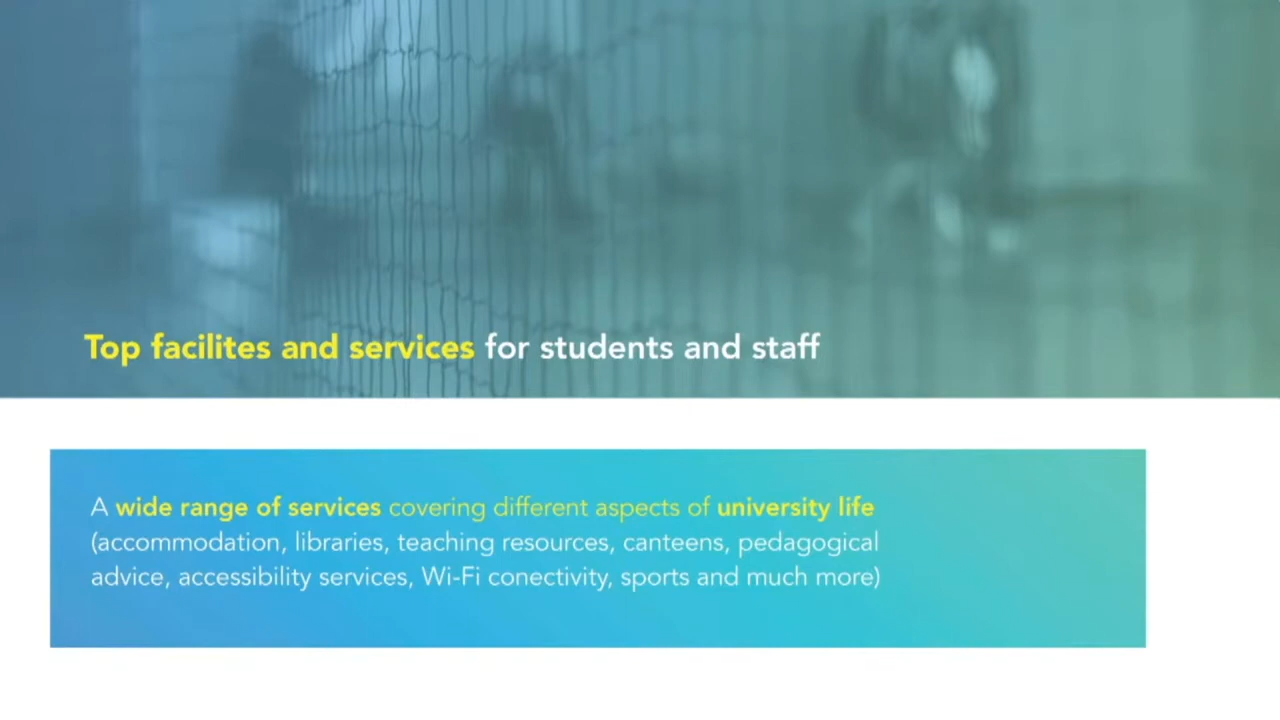 Top facilites and services for students and staff
A wide range of services covering different aspects of university life
(accommodation, libraries, teaching resources, canteens, pedagogical
advice, accessibility services, Wi-Fi conectivity, sports and much more)